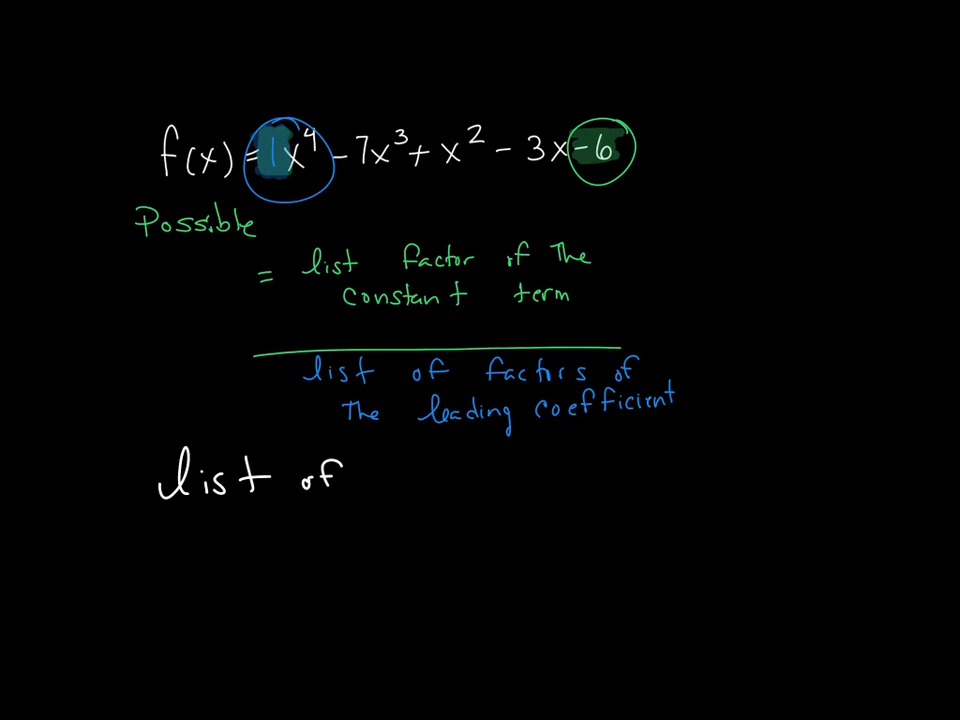 f(x) = 1x⁴ - 7x³ + x² - 3x - 6
Possible
= list factor of the
constant term
list of factors of
the leading coefficient
list of